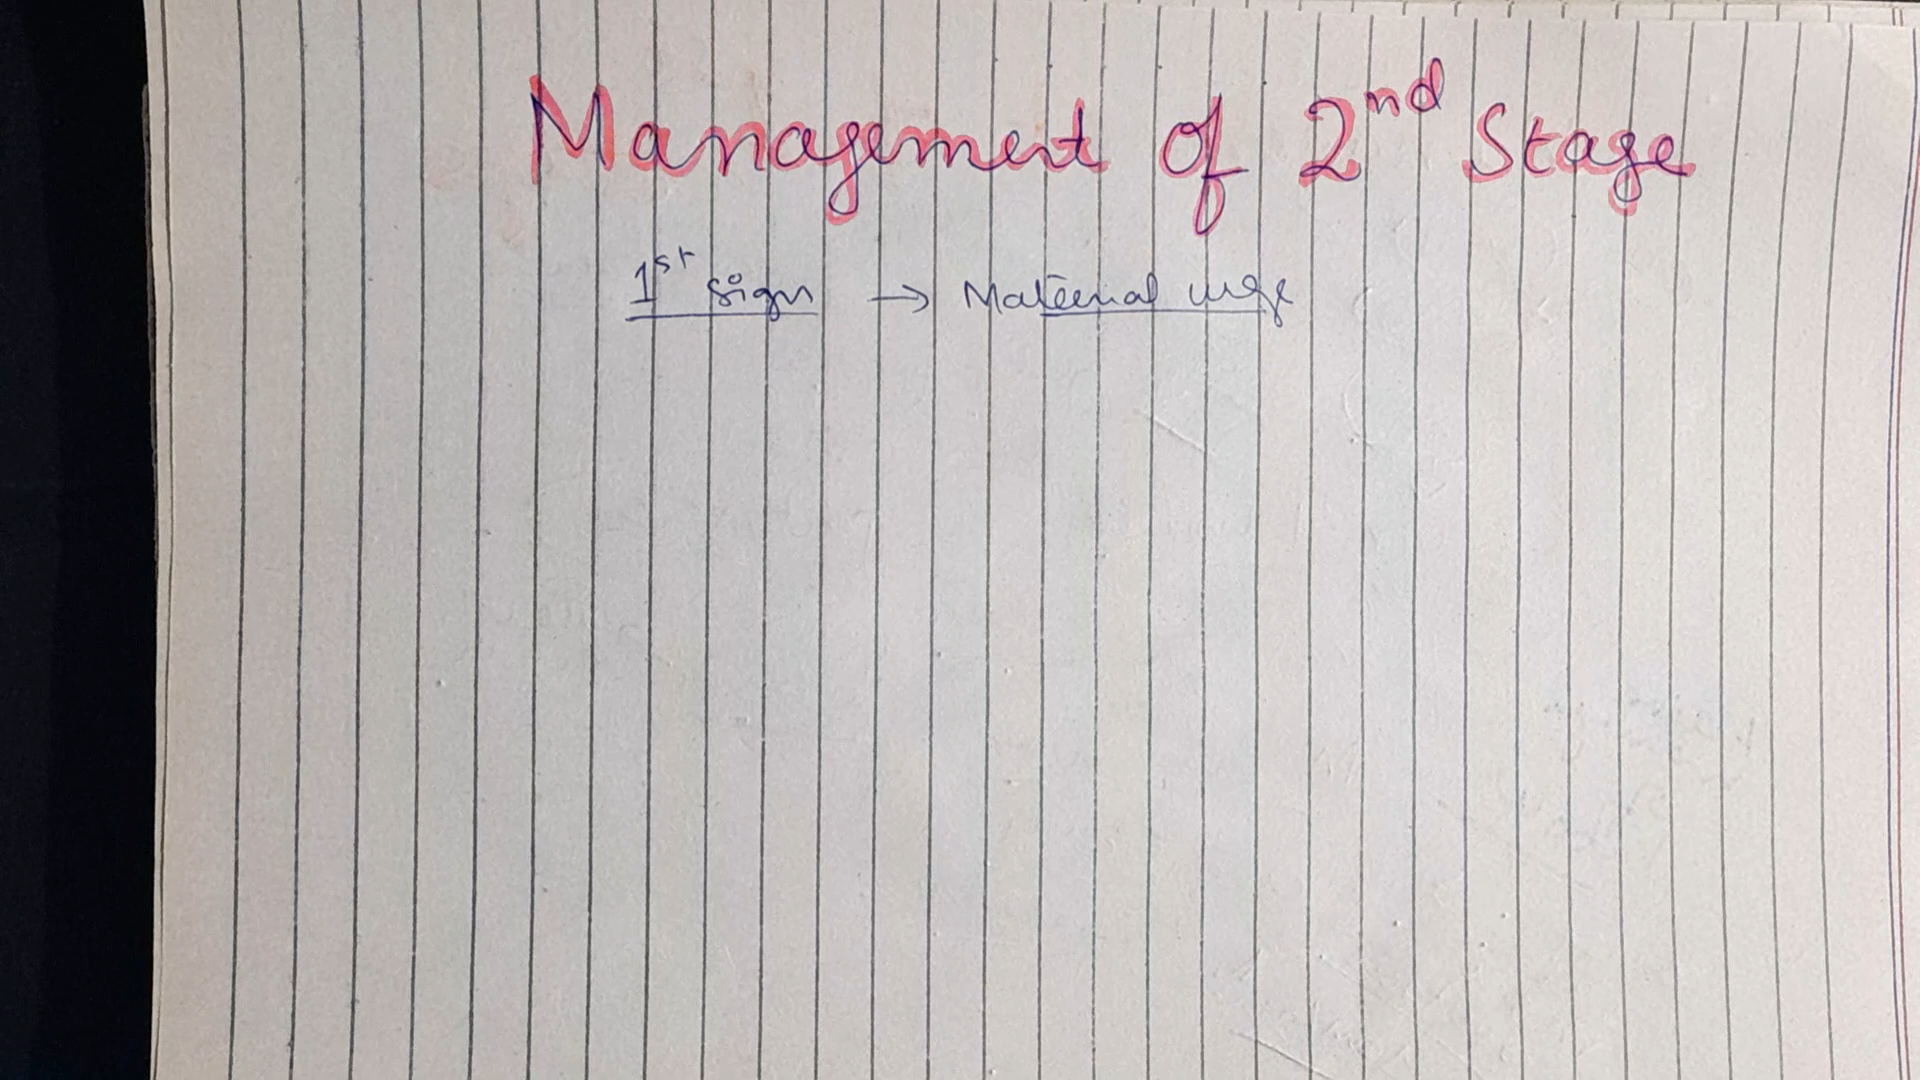 Management of 2nd Stage
1st sign → Maternal urge